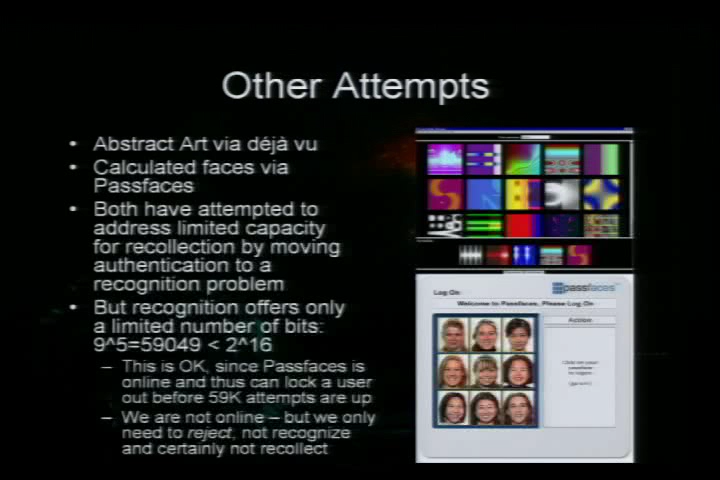 Other Attempts
• Abstract Art via déjà vu
• Calculated faces via
Passfaces
• Both have attempted to
address limited capacity
for recollection by moving
authentication to a
recognition problem
• But recognition offers only
a limited number of bits:
9^5=59049 < 2^16
– This is OK, since Passfaces is
online and thus can lock a user
out before 59K attempts are up
– We are not online – but we only
need to reject, not recognize
and certainly not recollect
passfaces
Log On
Welcome to Passfaces, Please Log On
Action